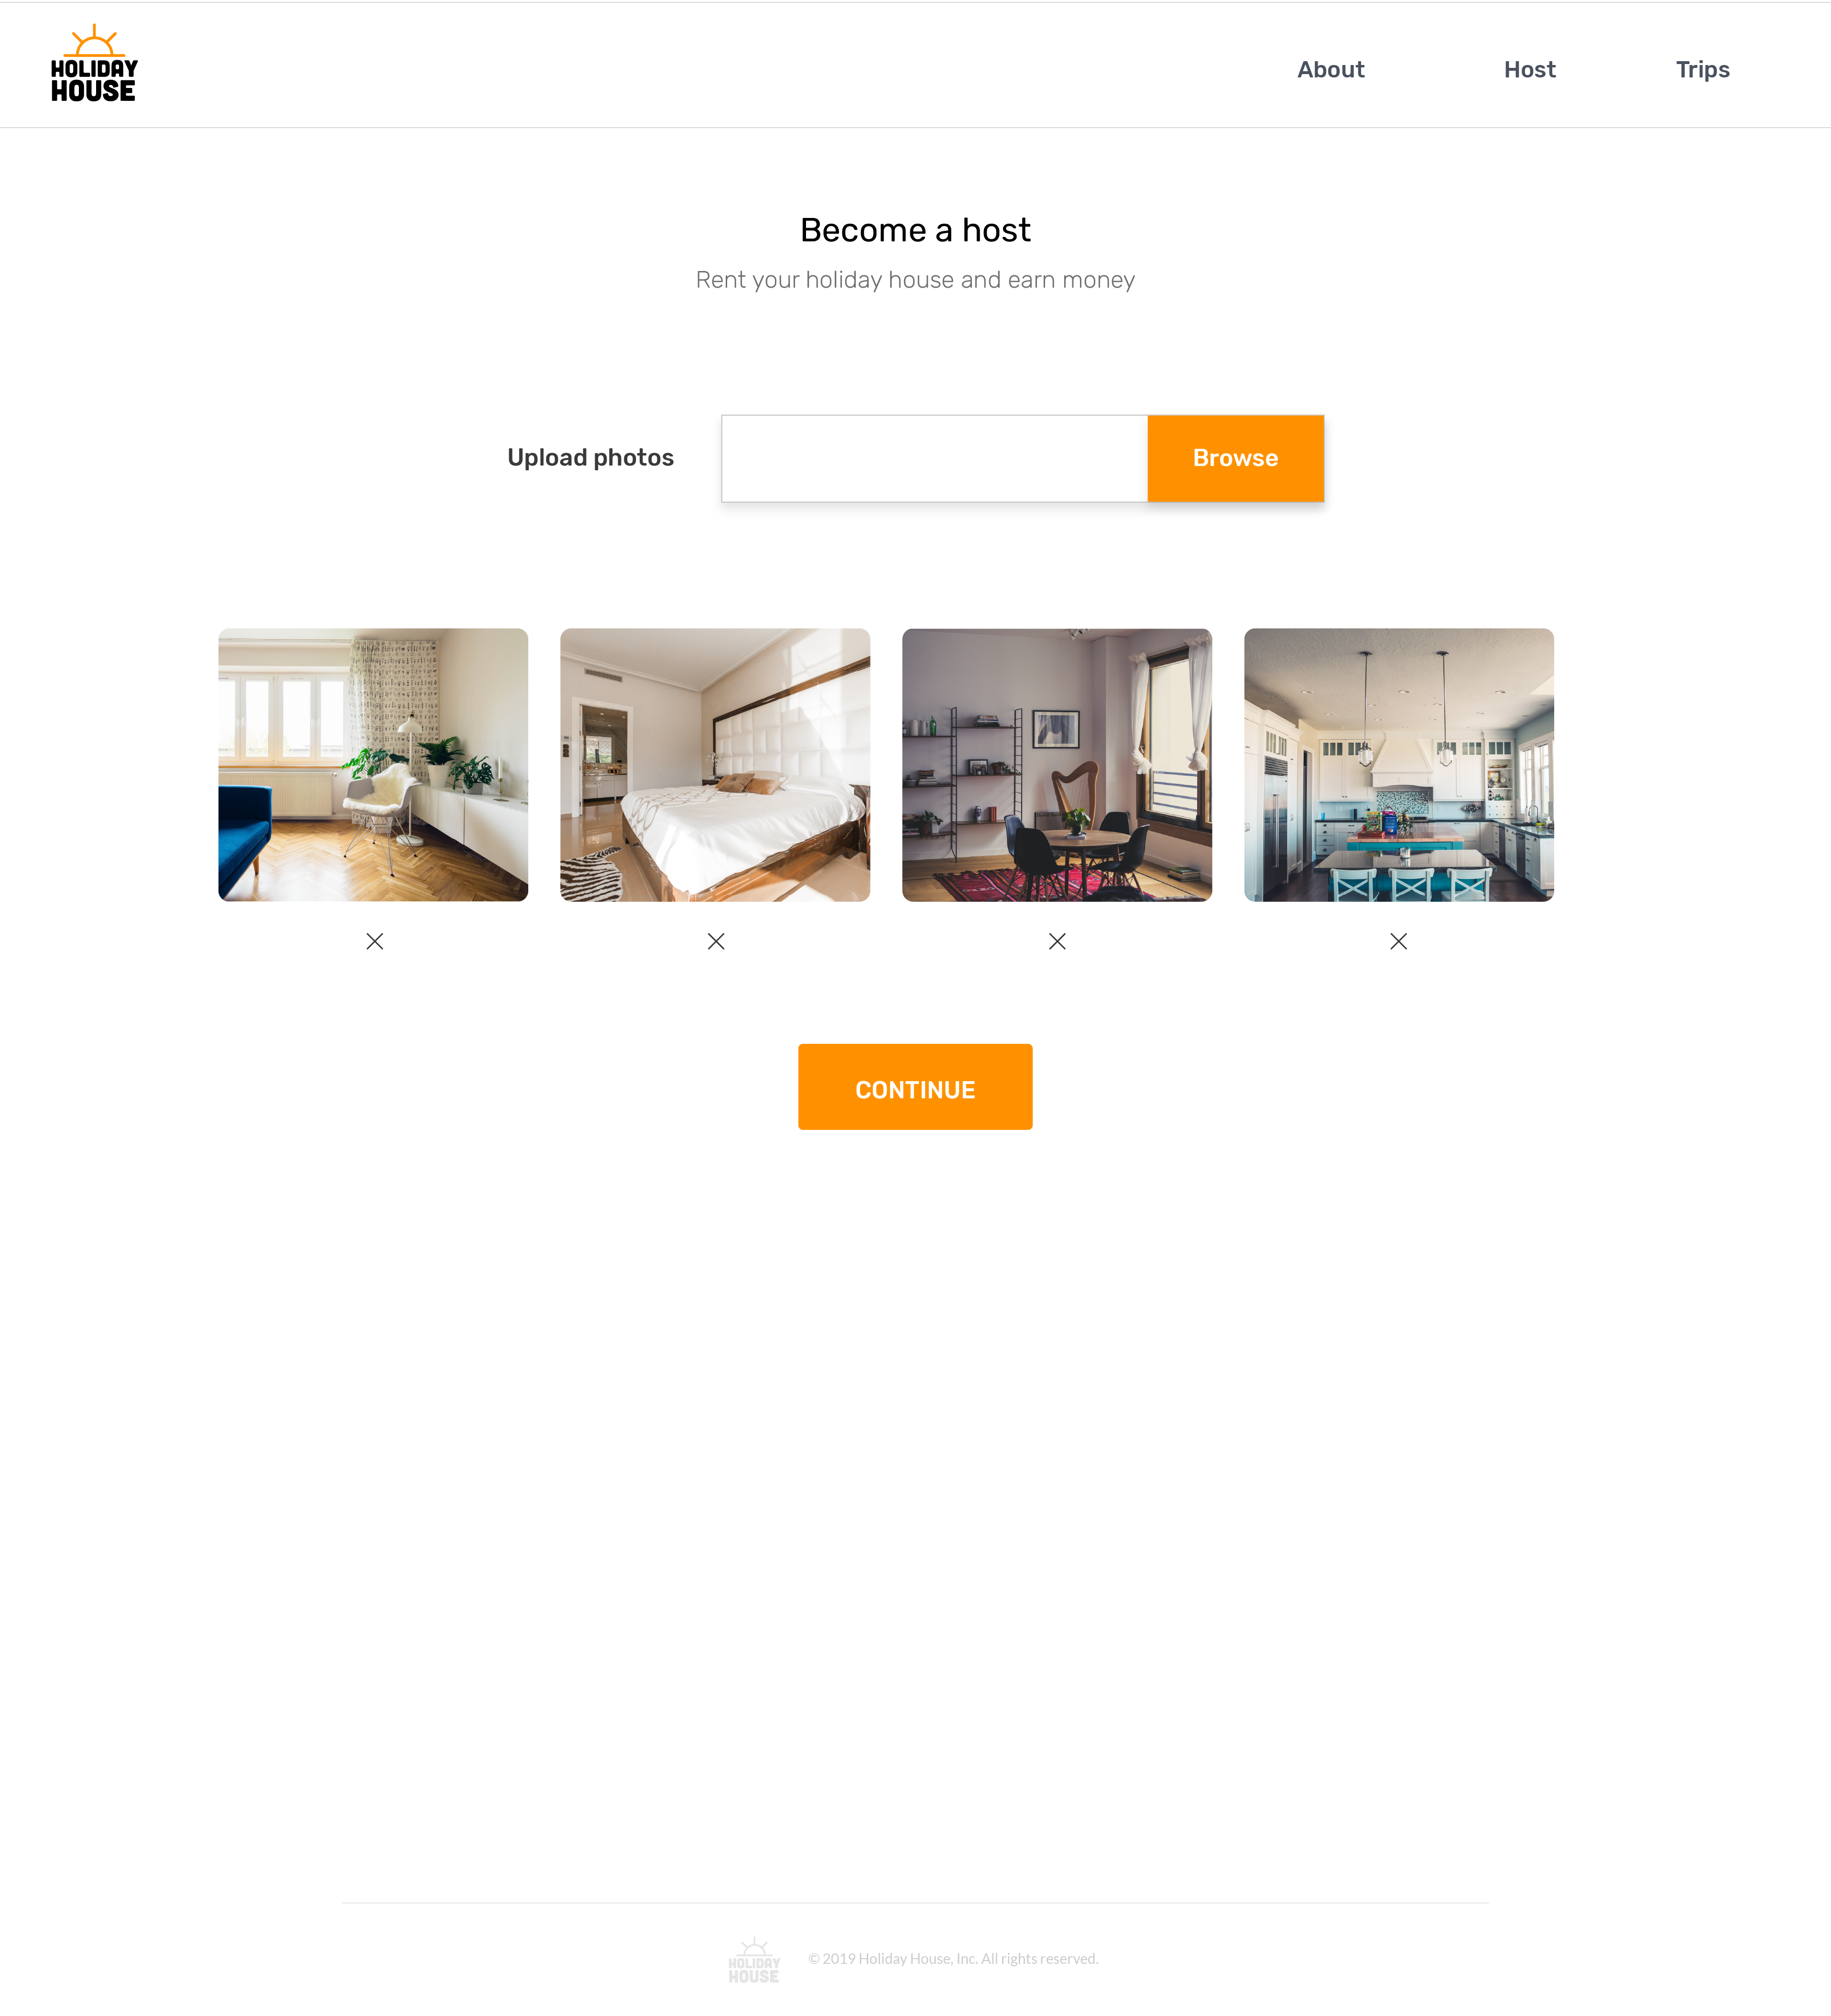 HOLIDAY
HOUSE
About
Host
Trips
Become a host
Rent your holiday house and earn money
Upload photos
Browse
CONTINUE
HOLIDAY
HOUSE
© 2019 Holiday House, Inc. All rights reserved.